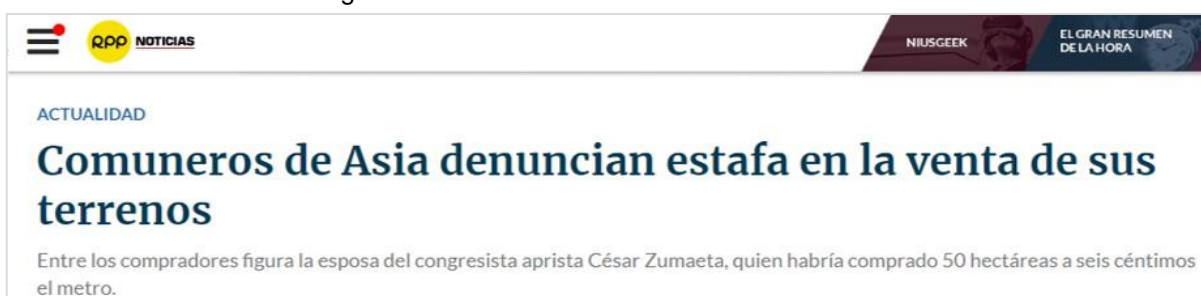 RPP NOTICIAS
NIUSGEEK
EL GRAN RESUMEN
DE LA HORA
ACTUALIDAD
Comuneros de Asia denuncian estafa en la venta de sus
terrenos
Entre los compradores figura la esposa del congresista aprista César Zumaeta, quien habría comprado 50 hectáreas a seis céntimos
el metro.